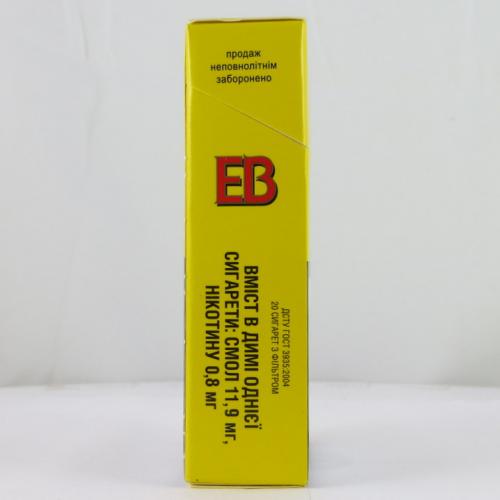 продаж
неповнолітнім
заборонено
EB
ВМІСТ В ДИМІ ОДНІЄЇ
СИГАРЕТИ: СМОЛ 11,9 мг,
НІКОТИНУ 0,8 мг
ДСТУ ГОСТ 3935:2004
20 СИГАРЕТ З ФІЛЬТРОМ